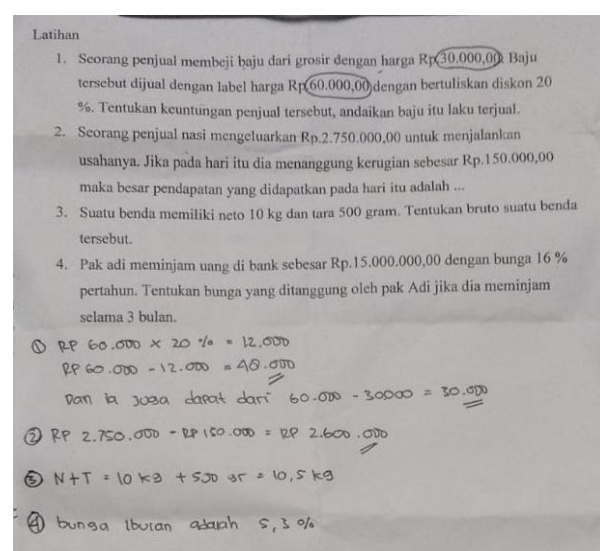 Latihan
1. Seorang penjual membeji baju dari grosir dengan harga Rp30.000,00. Baju
tersebut dijual dengan label harga Rp60.000,00 dengan bertuliskan diskon 20
%. Tentukan keuntungan penjual tersebut, andaikan baju itu laku terjual.
2. Seorang penjual nasi mengeluarkan Rp.2.750.000,00 untuk menjalankan
usahanya. Jika pada hari itu dia menanggung kerugian sebesar Rp.150.000,00
maka besar pendapatan yang didapatkan pada hari itu adalah ...
3. Suatu benda memiliki neto 10 kg dan tara 500 gram. Tentukan bruto suatu benda
tersebut.
4. Pak adi meminjam uang di bank sebesar Rp.15.000.000,00 dengan bunga 16 %
pertahun. Tentukan bunga yang ditanggung oleh pak Adi jika dia meminjam
selama 3 bulan.
① RP 60.000 × 20 % = 12.000
RP 60.000 - 12.000 = 48.000
Dan ia juga dapat dari 60.000 - 30000 = 30.000
② RP 2.750.000 - RP 150.000 = RP 2.600.000
③ N+T = 10 kg + 500 gr = 10,5 kg
④ bunga 1bulan adalah 5,3 %